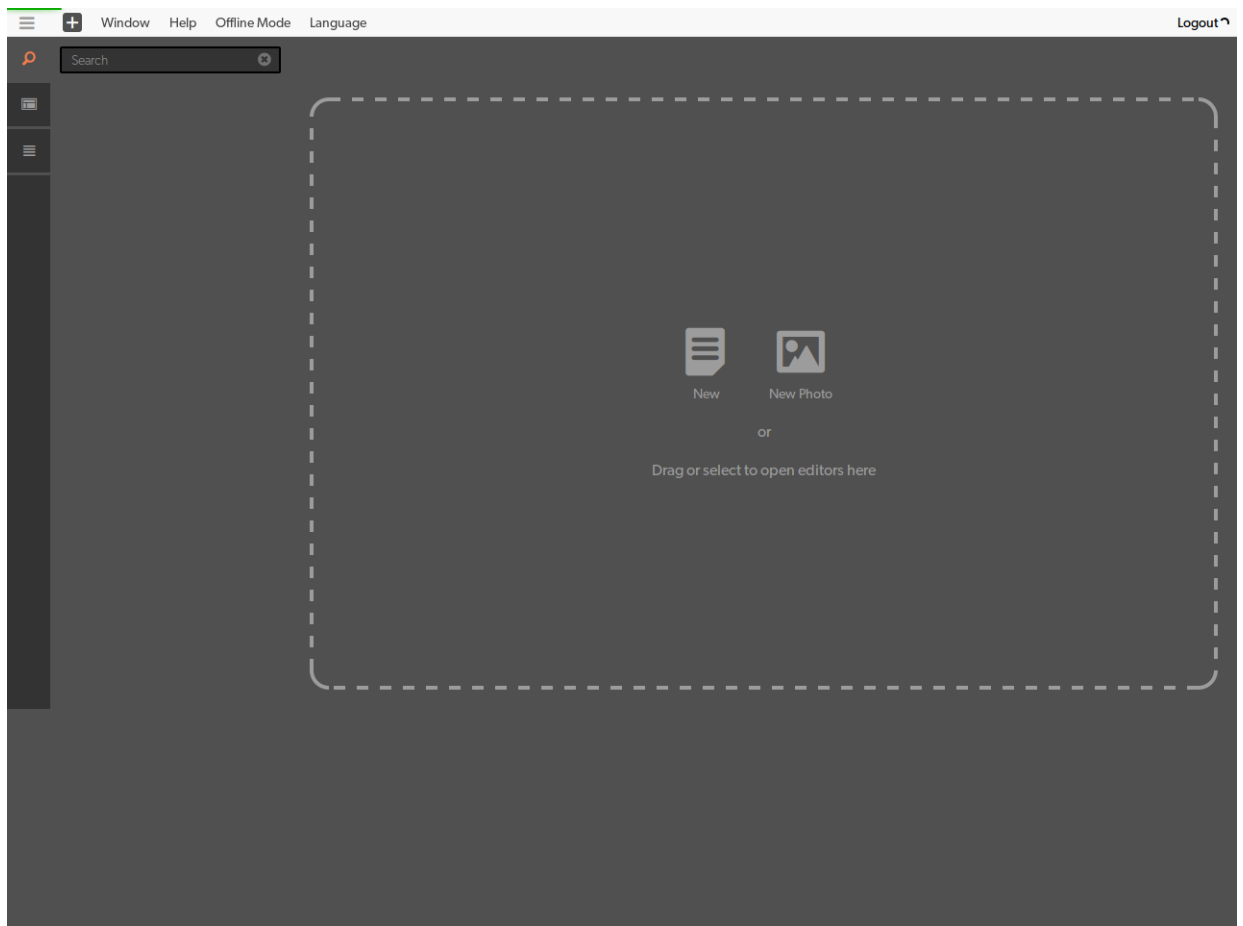 Window Help Offline Mode Language Logout
Search
New New Photo
or
Drag or select to open editors here